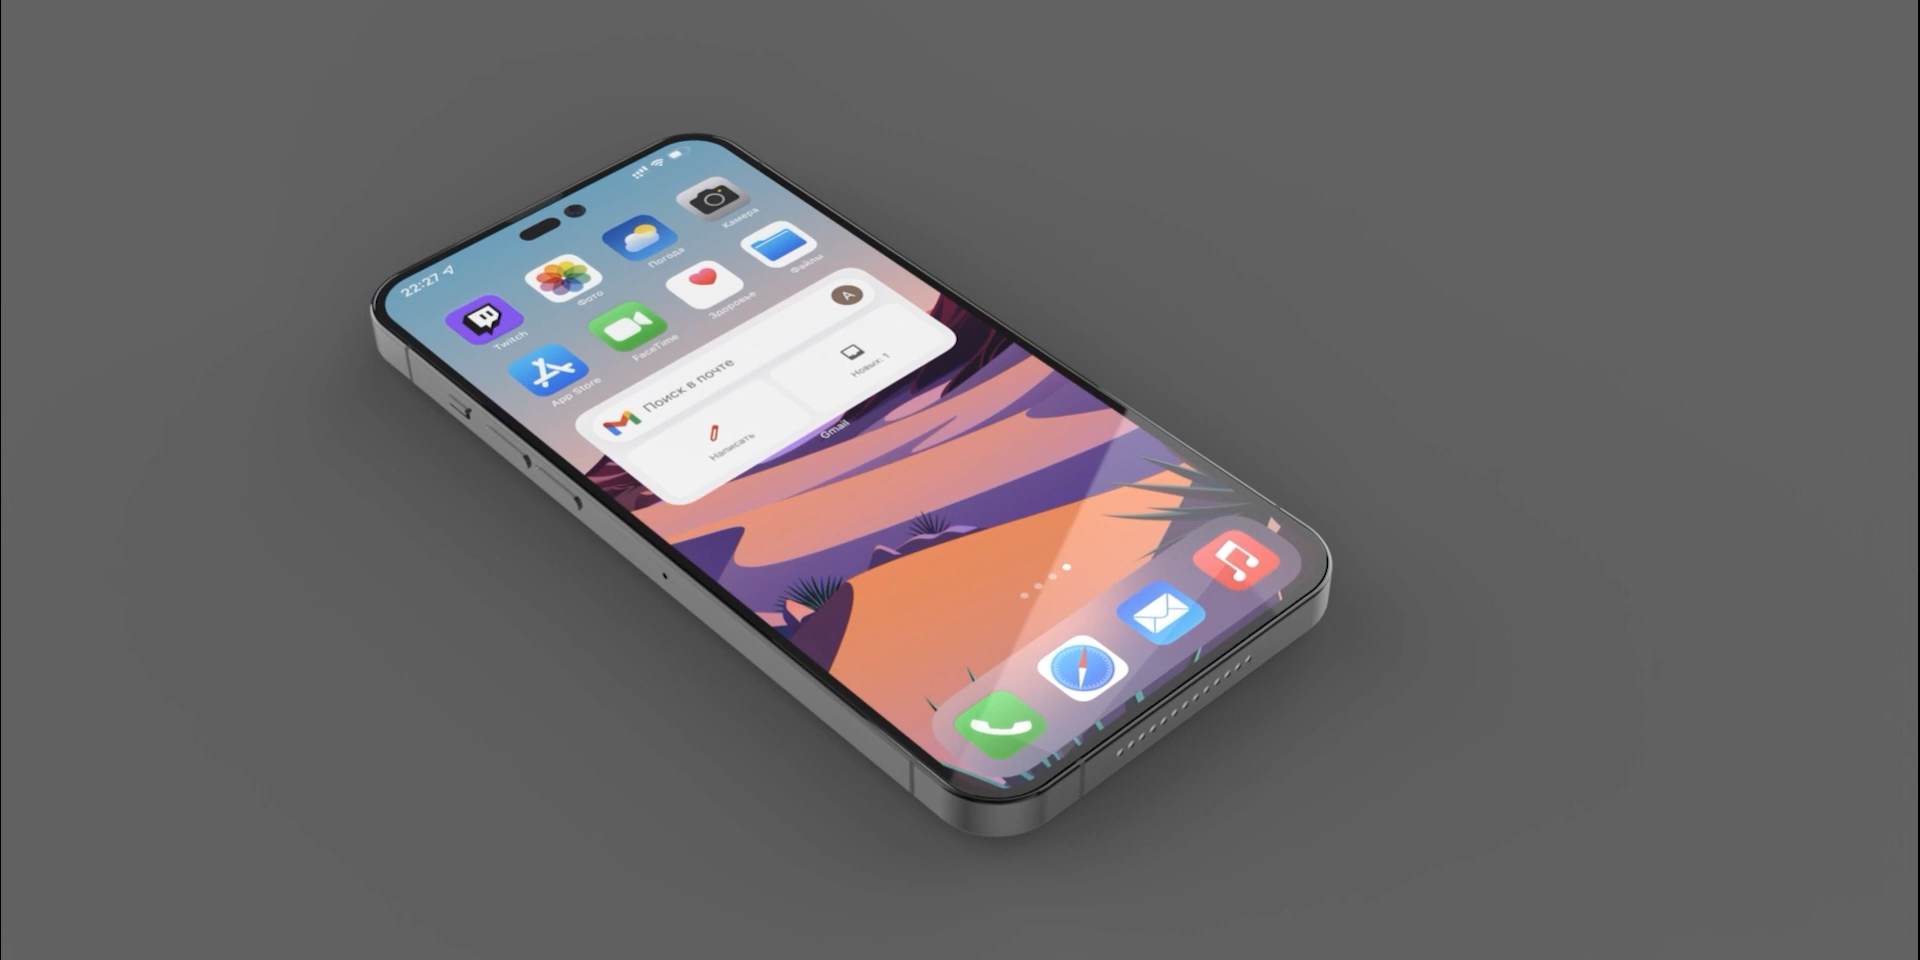 22:27
Twitch
Фото
Погода
Камера
App Store
FaceTime
Здоровье
Файлы
Поиск в почте
А
Написать
Новых: 1
Gmail